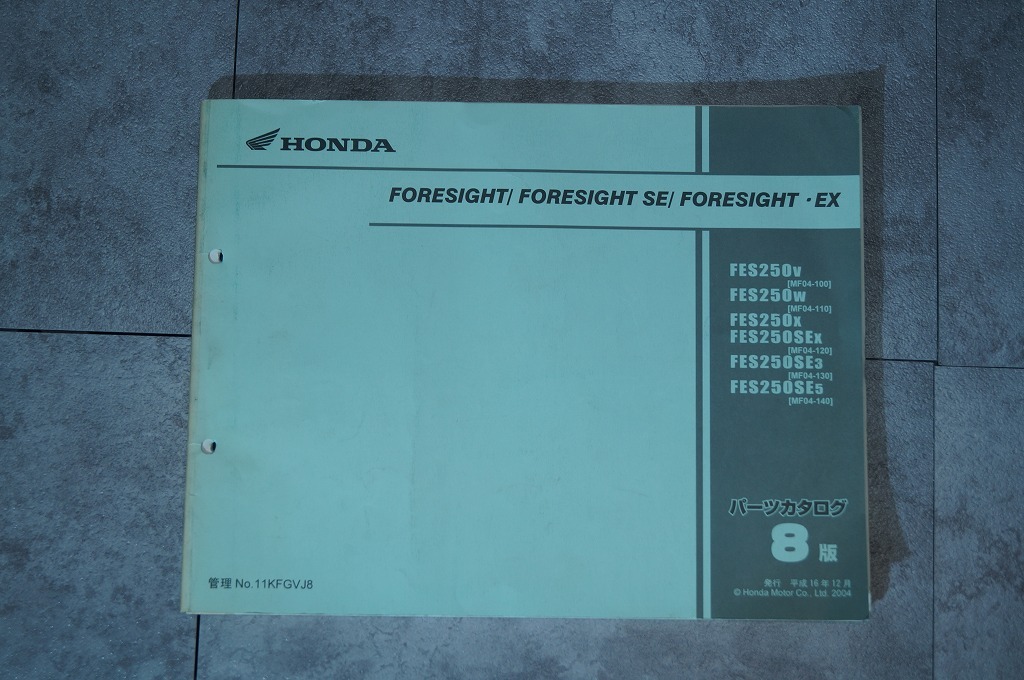 HONDA
FORESIGHT/ FORESIGHT SE/ FORESIGHT・EX
FES250V
[MF04-100]
FES250W
[MF04-110]
FES250X
FES250SEX
[MF04-120]
FES250SE3
[MF04-130]
FES250SE5
[MF04-140]
パーツカタログ
8版
管理 No.11KFGVJ8
発行 平成16年12月
© Honda Motor Co., Ltd. 2004